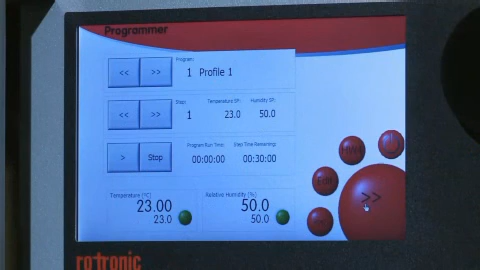 Programmer
Program:
<< >> 1 Profile 1
Step: Temperature SP: Humidity SP:
<< >> 1 23.0 50.0
Program Run Time: Step Time Remaining:
> Stop 00:00:00 00:30:00
Temperature (°C) Relative Humidity (%)
23.00 50.0
23.0 50.0
>>
rotronic